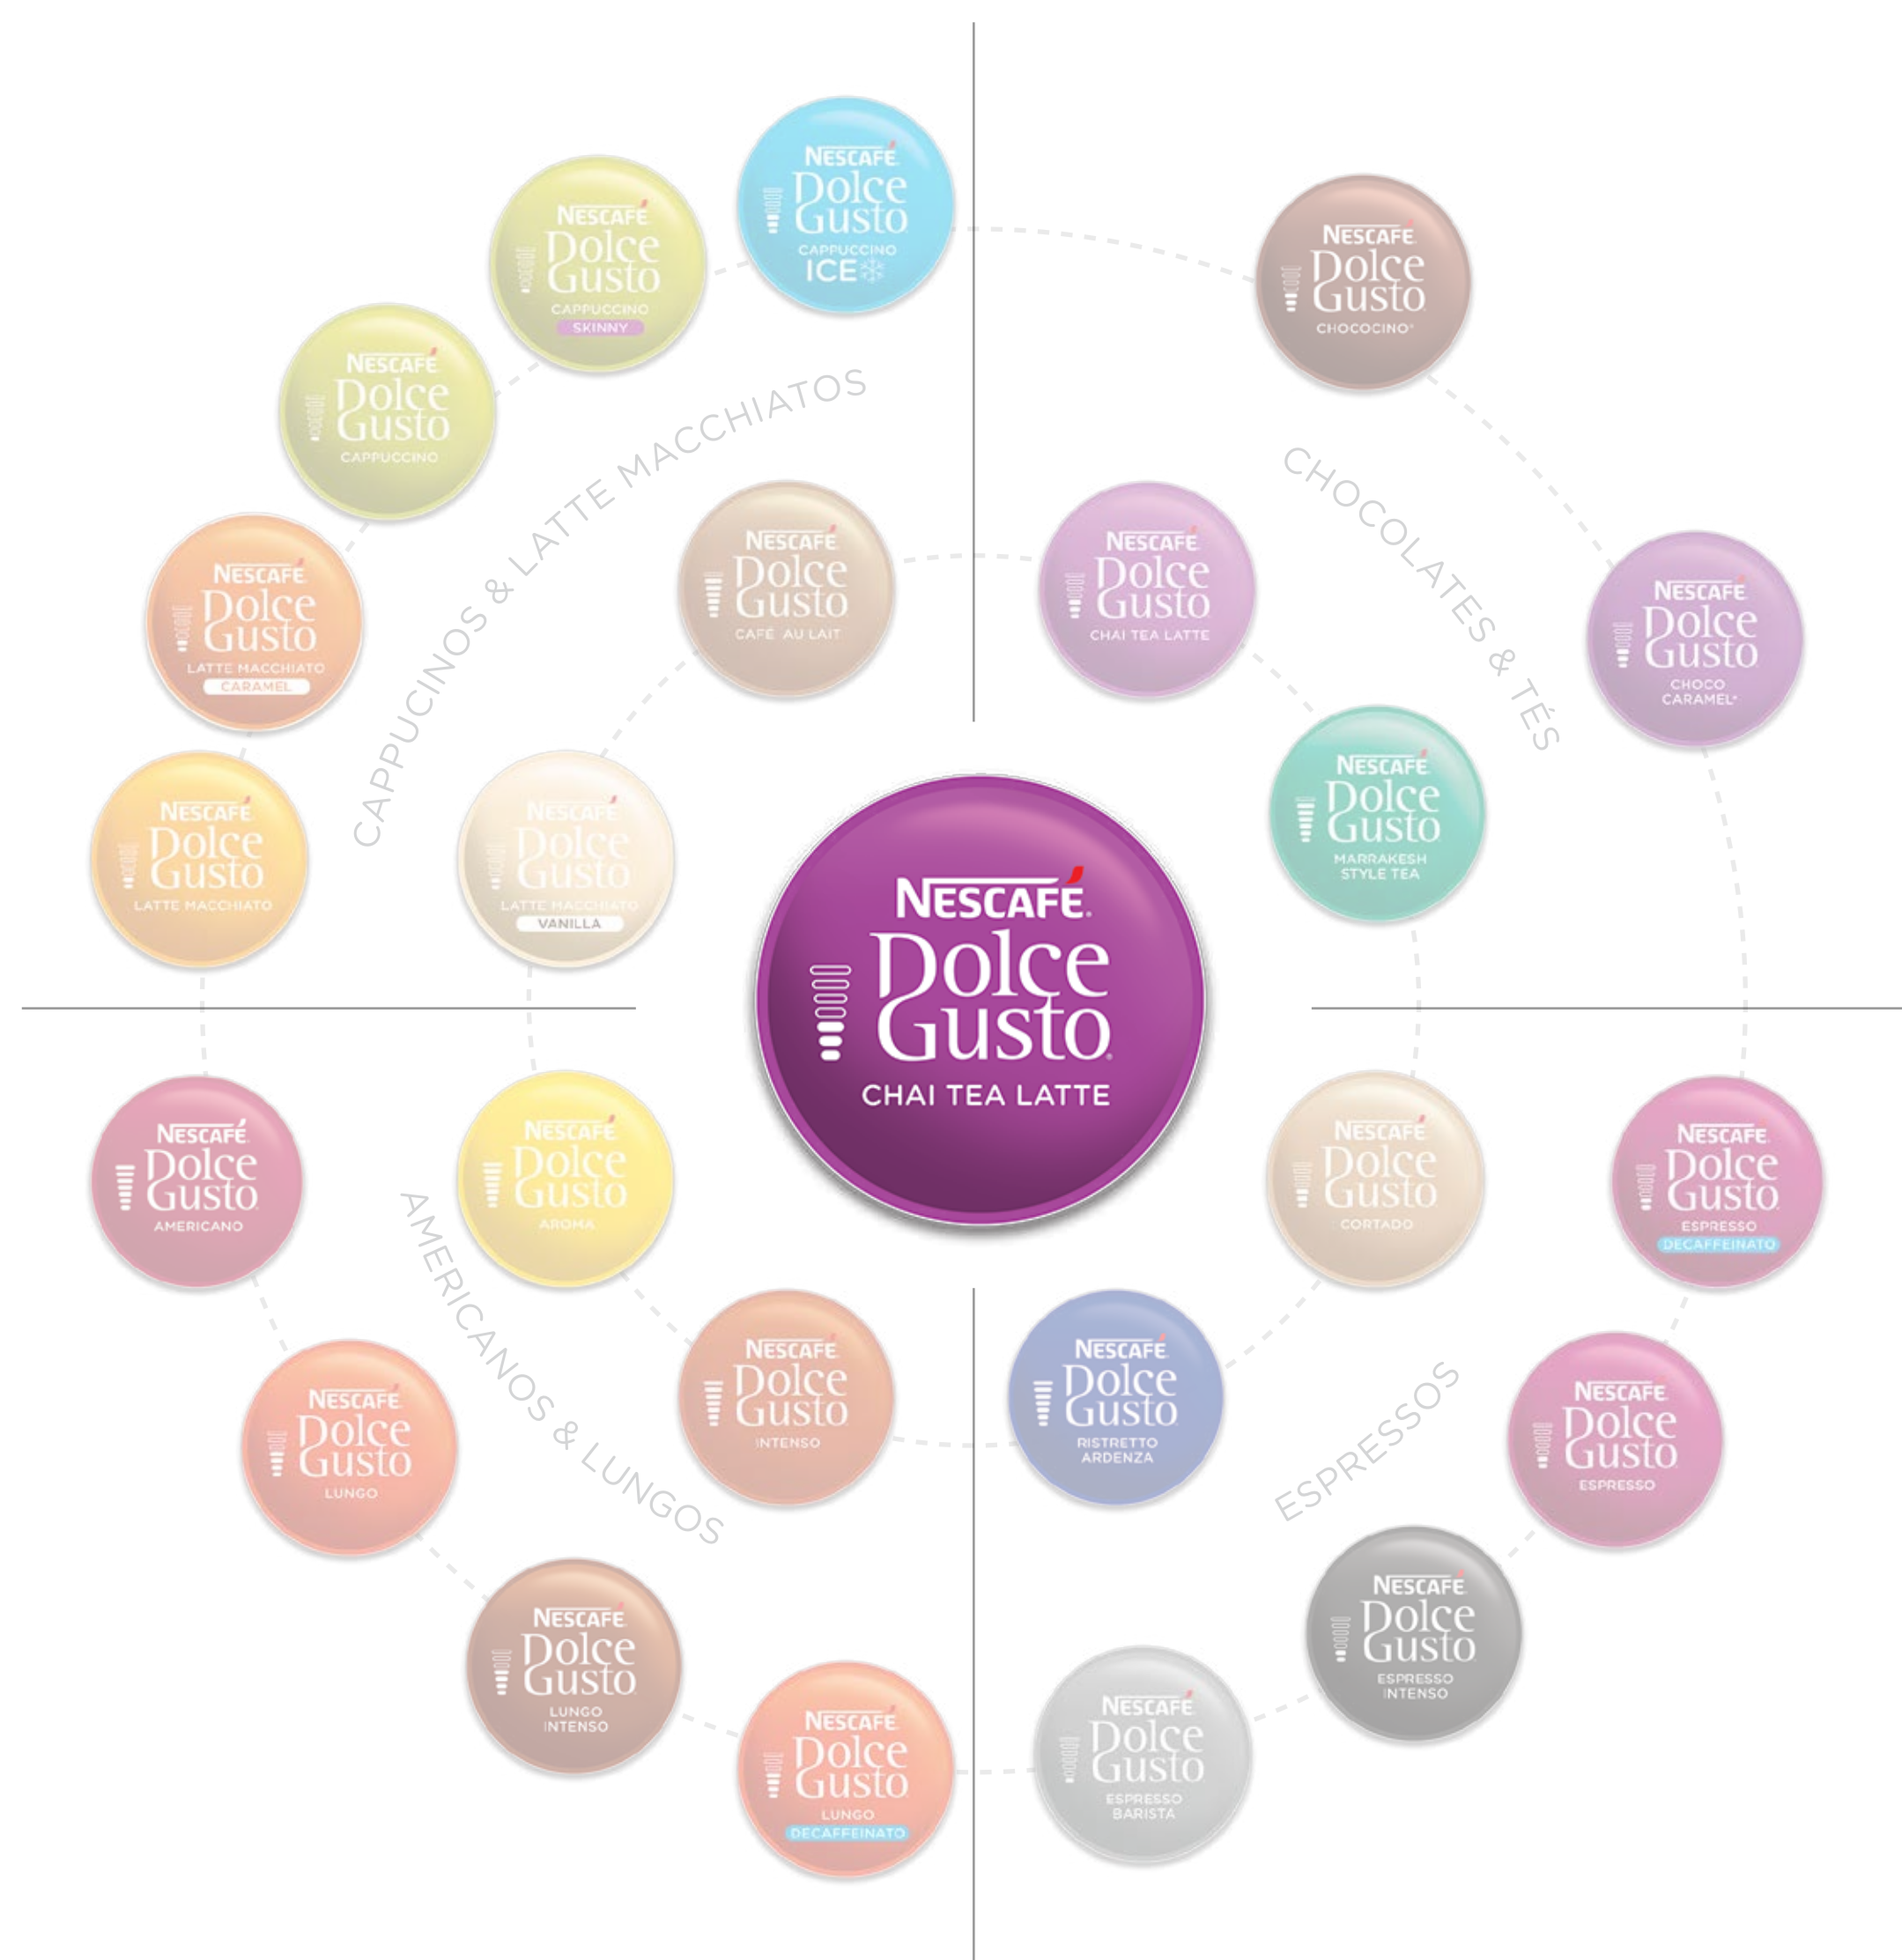 NESCAFÉ
Dolce
Gusto
CAPPUCCINO
ICE
NESCAFÉ
Dolce
Gusto
CAPPUCCINO
SKINNY
NESCAFÉ
Dolce
Gusto
CAPPUCCINO
NESCAFÉ
Dolce
Gusto
LATTE MACCHIATO
CARAMEL
NESCAFÉ
Dolce
Gusto
LATTE MACCHIATO
CAPPUCINOS & LATTE MACCHIATOS
NESCAFÉ
Dolce
Gusto
CAFÉ AU LAIT
NESCAFÉ
Dolce
Gusto
LATTE MACCHIATO
VANILLA
NESCAFÉ
Dolce
Gusto
CHOCOCINO*
CHOCOLATES & TÉS
NESCAFÉ
Dolce
Gusto
CHAI TEA LATTE
NESCAFÉ
Dolce
Gusto
CHOCO
CARAMEL*
NESCAFÉ
Dolce
Gusto
MARRAKESH
STYLE TEA
NESCAFÉ®
Dolce
Gusto®
CHAI TEA LATTE
NESCAFÉ
Dolce
Gusto
AMERICANO
NESCAFÉ
Dolce
Gusto
AROMA
AMERICANOS & LUNGOS
NESCAFÉ
Dolce
Gusto
INTENSO
NESCAFÉ
Dolce
Gusto
LUNGO
NESCAFÉ
Dolce
Gusto
LUNGO
INTENSO
NESCAFÉ
Dolce
Gusto
LUNGO
DECAFFEINATO
NESCAFÉ
Dolce
Gusto
CORTADO
NESCAFÉ
Dolce
Gusto
ESPRESSO
DECAFFEINATO
NESCAFÉ
Dolce
Gusto
RISTRETTO
ARDENZA
ESPRESSOS
NESCAFÉ
Dolce
Gusto
ESPRESSO
NESCAFÉ
Dolce
Gusto
ESPRESSO
INTENSO
NESCAFÉ
Dolce
Gusto
ESPRESSO
BARISTA